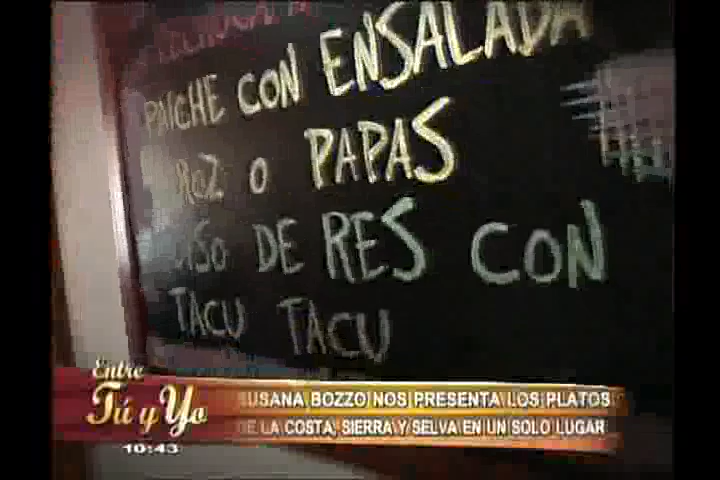 PAICHE CON ENSALADA
O PAPAS
DE RES CON
TACU TACU
Entre
Tú y Yo
10:43
SUSANA BOZZO NOS PRESENTA LOS PLATOS
DE LA COSTA, SIERRA Y SELVA EN UN SOLO LUGAR